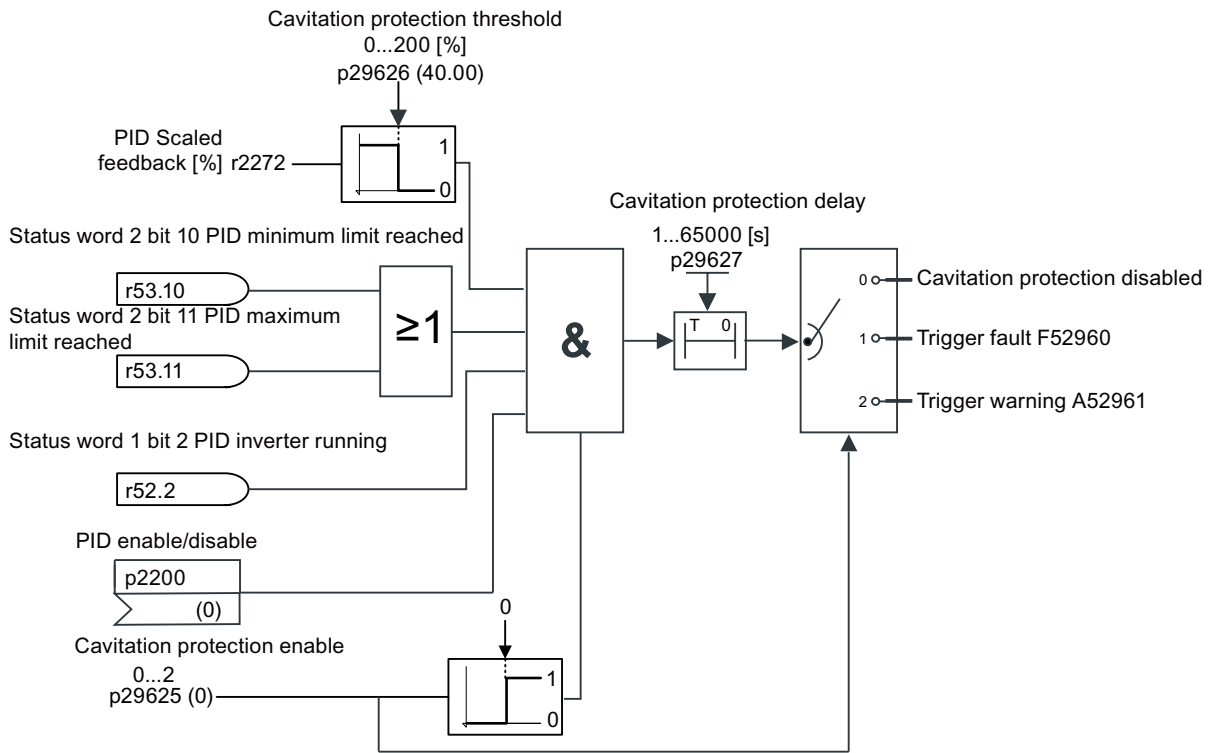 Cavitation protection threshold
0...200 [%]
p29626 (40.00)
PID Scaled
feedback [%] r2272
1
0
Cavitation protection delay
1...65000 [s]
p29627
Status word 2 bit 10 PID minimum limit reached
r53.10
Status word 2 bit 11 PID maximum
limit reached
r53.11
≥1
&
T 0
0
Cavitation protection disabled
1
Trigger fault F52960
2
Trigger warning A52961
Status word 1 bit 2 PID inverter running
r52.2
PID enable/disable
p2200
(0)
0
Cavitation protection enable
0...2
p29625 (0)
1
0